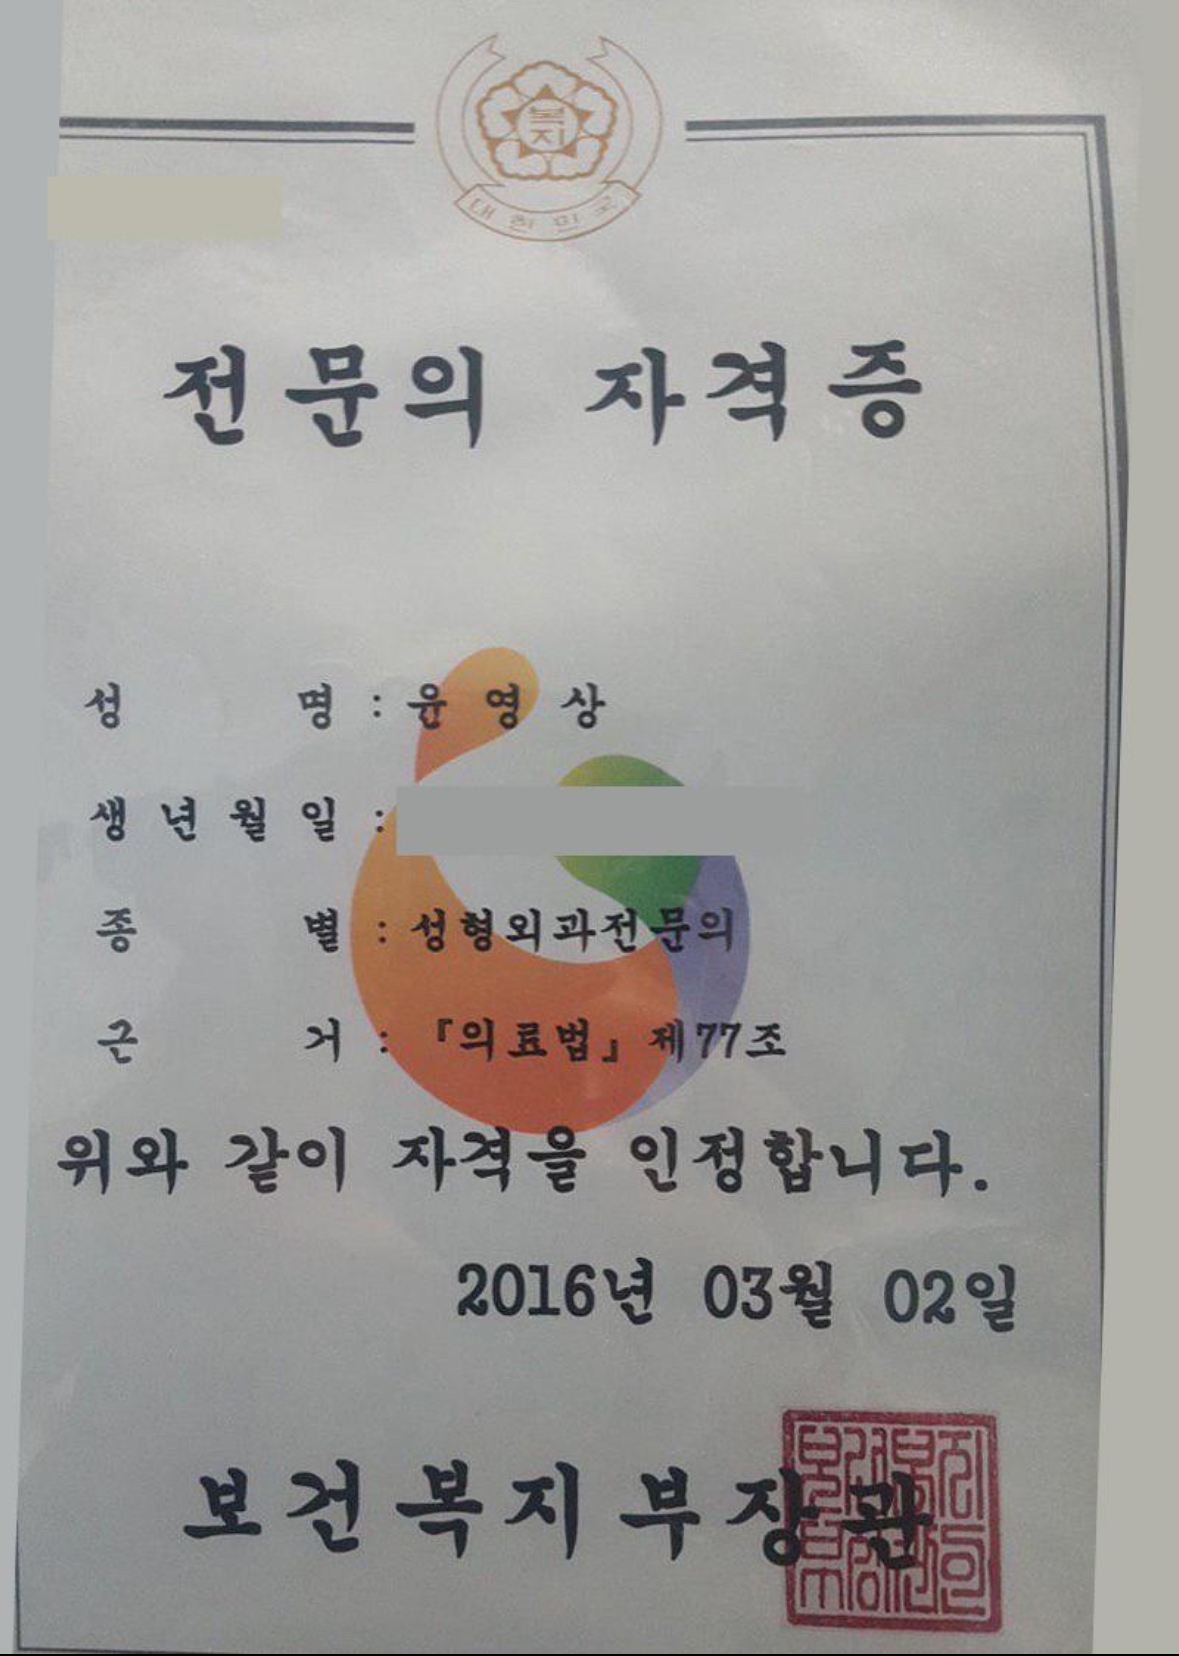 복지
대한민국
전문의 자격증
성 명 : 윤영상
생년월일 :
종 별 : 성형외과전문의
근 거 : 『의료법』 제77조
위와 같이 자격을 인정합니다.
2016년 03월 02일
보건복지부장관